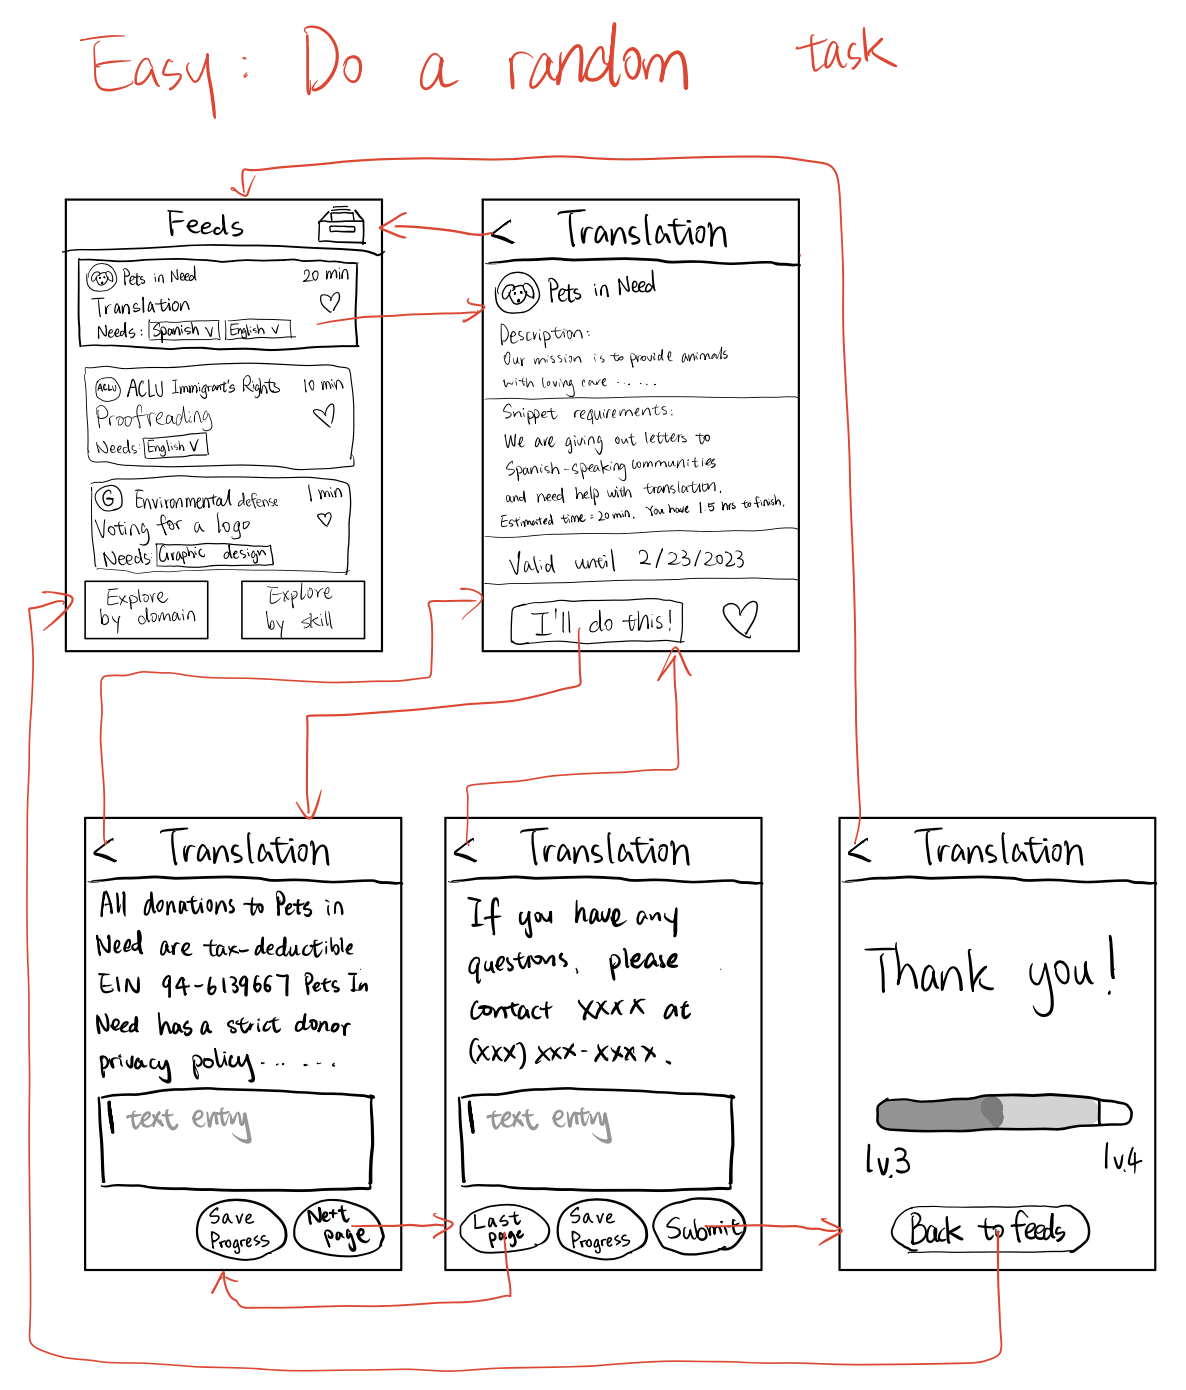 Easy: Do a random task
Feeds
Pets in Need 20 min
Translation
Needs: Spanish V English V
ACLU ACLU Immigrant's Rights 10 min
Proofreading
Needs: English V
G Environmental defense 1 min
Voting for a logo
Needs: Graphic design
Explore
by domain
Explore
by skill
< Translation
Pets in Need
Description:
Our mission is to provide animals
with loving care ......
Snippet requirements:
We are giving out letters to
Spanish-speaking communities
and need help with translation.
Estimated time = 20 min. You have 1.5 hrs to finish.
Valid until 2/23/2023
I'll do this!
< Translation
All donations to Pets in
Need are tax-deductible
EIN 94-6139667 Pets In
Need has a strict donor
privacy policy......
text entry
Save
Progress
Next
page
< Translation
If you have any
questions, please
contact xxxx at
(xxx) xxx-xxxx.
text entry
Last
page
Save
Progress
Submit
< Translation
Thank you!
lv.3 lv.4
Back to feeds